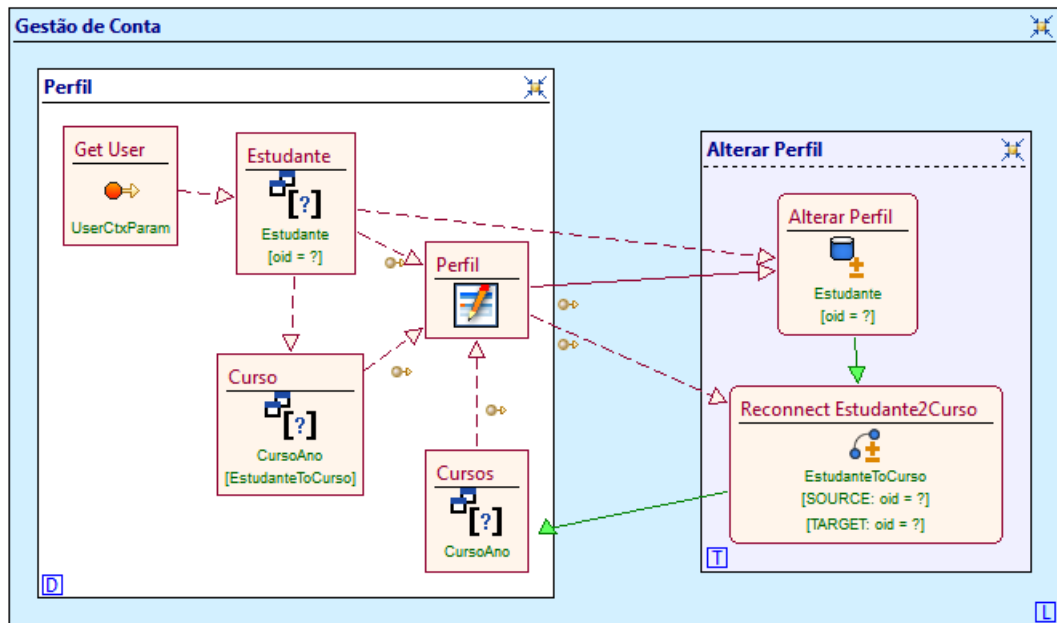 Gestão de Conta
Perfil
Get User
UserCtxParam
Estudante
[?]
Estudante
[oid = ?]
Perfil
Curso
[?]
CursoAno
[EstudanteToCurso]
Cursos
[?]
CursoAno
D
Alterar Perfil
Alterar Perfil
Estudante
[oid = ?]
Reconnect Estudante2Curso
EstudanteToCurso
[SOURCE: oid = ?]
[TARGET: oid = ?]
T
L